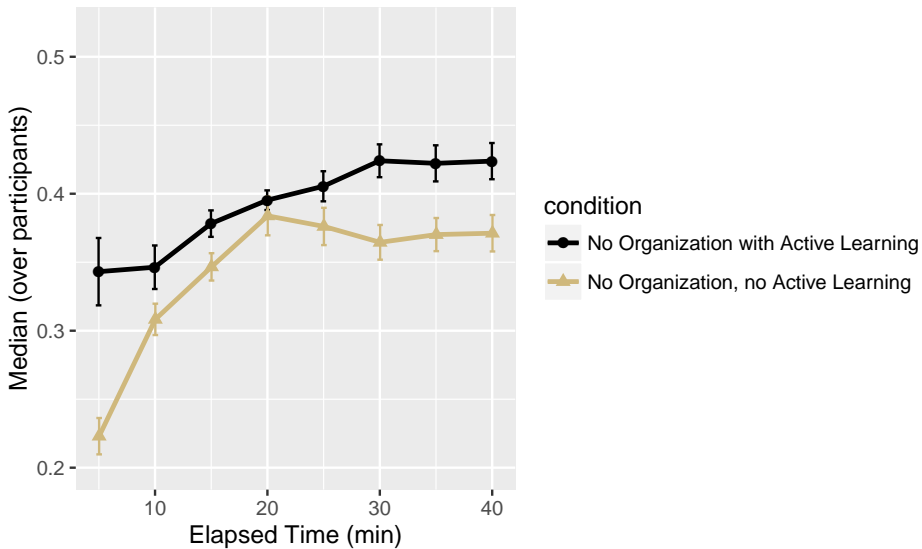 0.5
0.4
0.3
0.2
Median (over participants)
10 20 30 40
Elapsed Time (min)
condition
No Organization with Active Learning
No Organization, no Active Learning